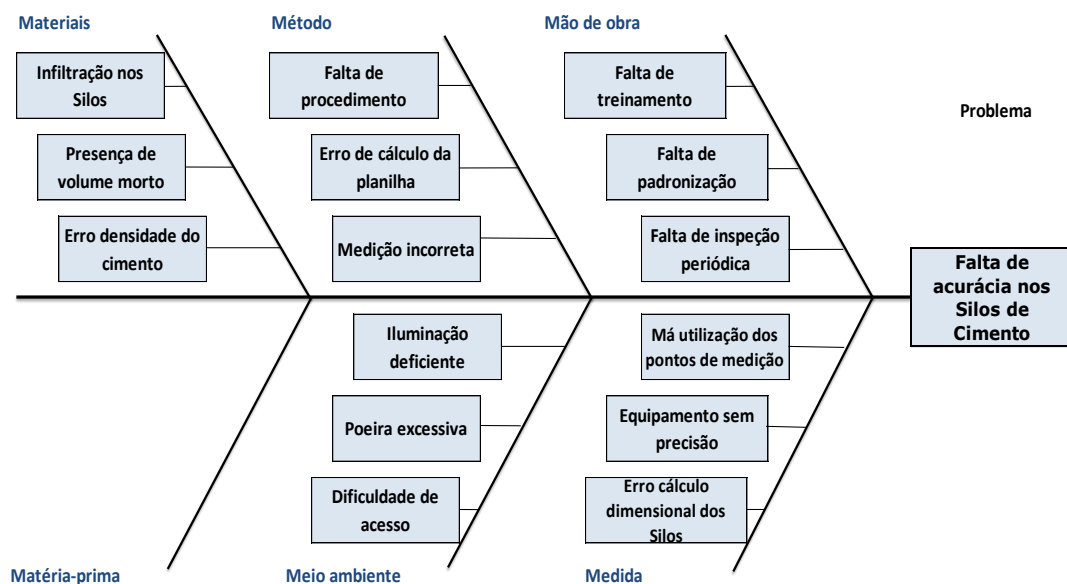 Materiais
Método
Mão de obra
Infiltração nos
Silos
Falta de
procedimento
Falta de
treinamento
Problema
Presença de
volume morto
Erro de cálculo da
planilha
Falta de
padronização
Erro densidade do
cimento
Medição incorreta
Falta de inspeção
periódica
Falta de
acurácia nos
Silos de
Cimento
Iluminação
deficiente
Má utilização dos
pontos de medição
Poeira excessiva
Equipamento sem
precisão
Dificuldade de
acesso
Erro cálculo
dimensional dos
Silos
Matéria-prima
Meio ambiente
Medida